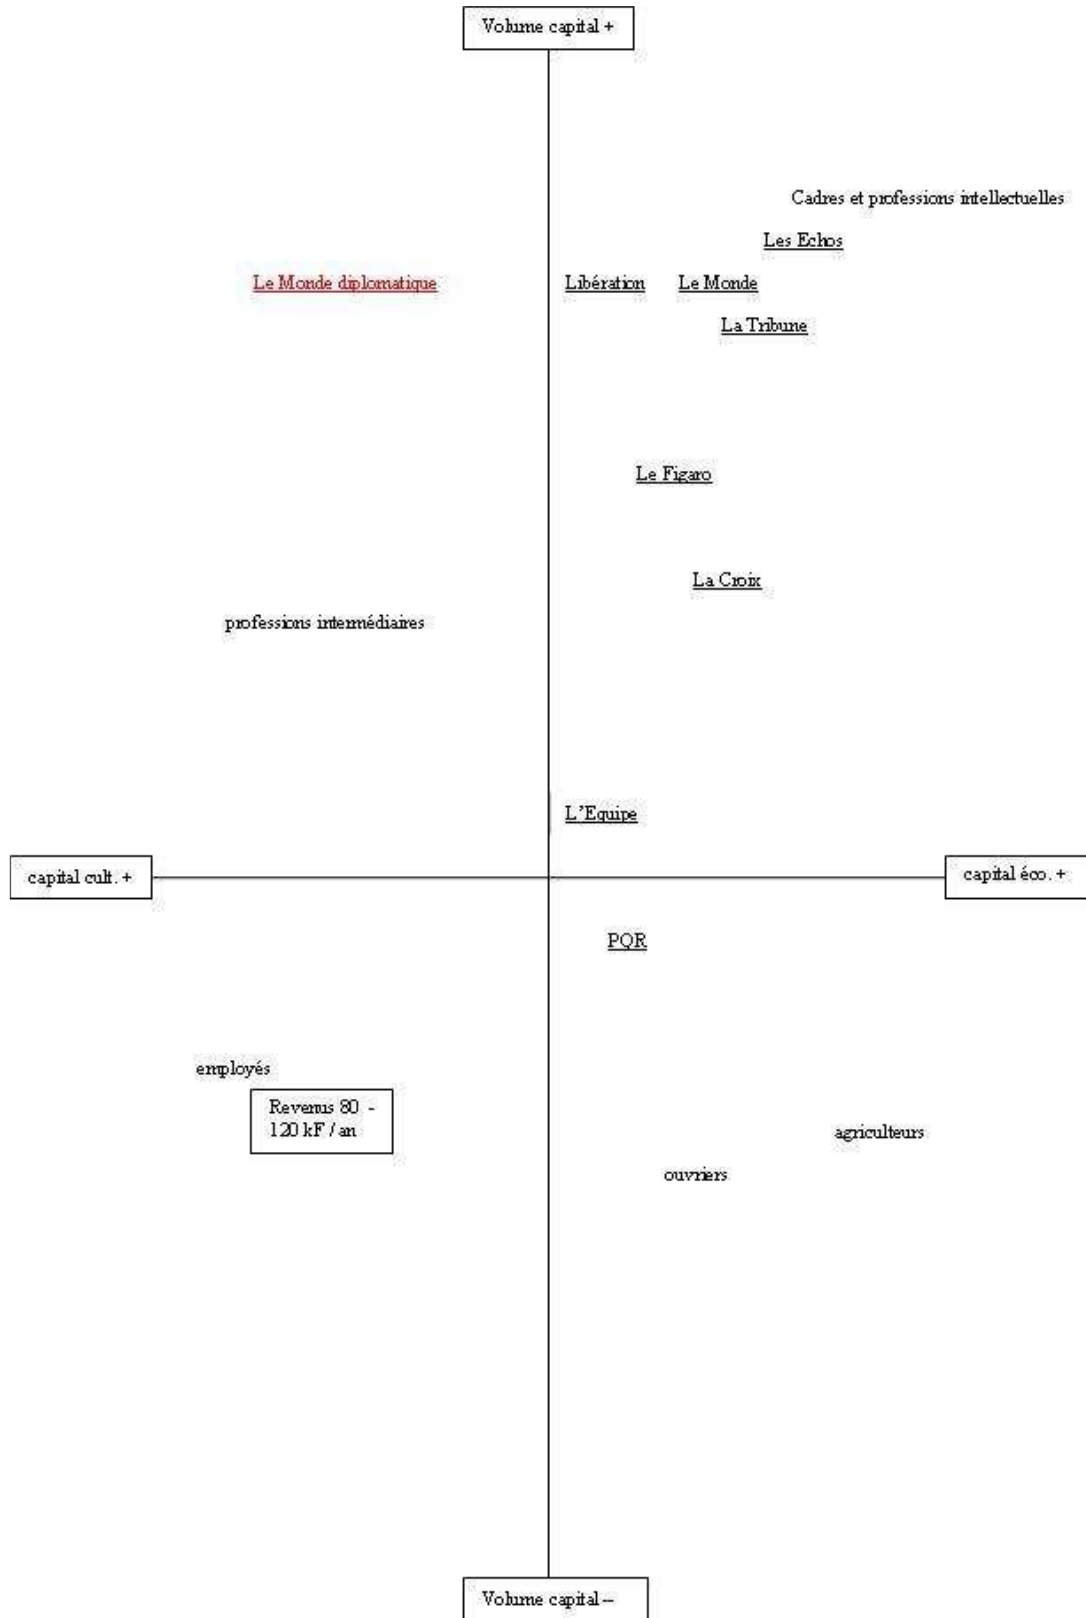 Volume capital +
Cadres et professions intellectuelles
Les Echos
Le Monde diplomatique
Libération
Le Monde
La Tribune
Le Figaro
La Croix
professions intermédiaires
L'Equipe
capital cult. +
capital éco. +
PQR
employés
Revenus 80 -
120 kF / an
agriculteurs
ouvriers
Volume capital –